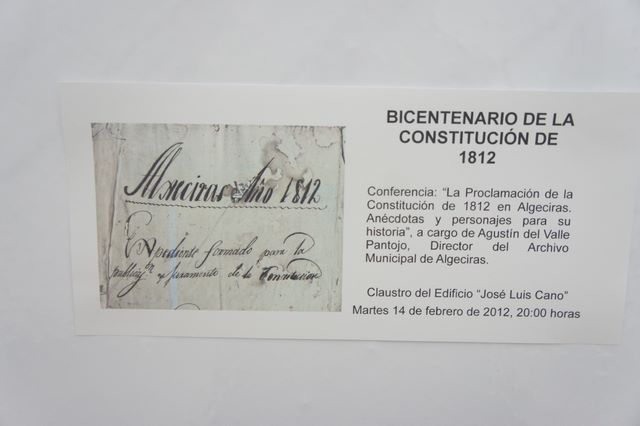 Algeciras Año 1812
Expediente formado para la
publicⁿ y juramento de la Constitucion
BICENTENARIO DE LA
CONSTITUCIÓN DE
1812
Conferencia: "La Proclamación de la
Constitución de 1812 en Algeciras.
Anécdotas y personajes para su
historia", a cargo de Agustín del Valle
Pantojo, Director del Archivo
Municipal de Algeciras.
Claustro del Edificio "José Luis Cano"
Martes 14 de febrero de 2012, 20:00 horas